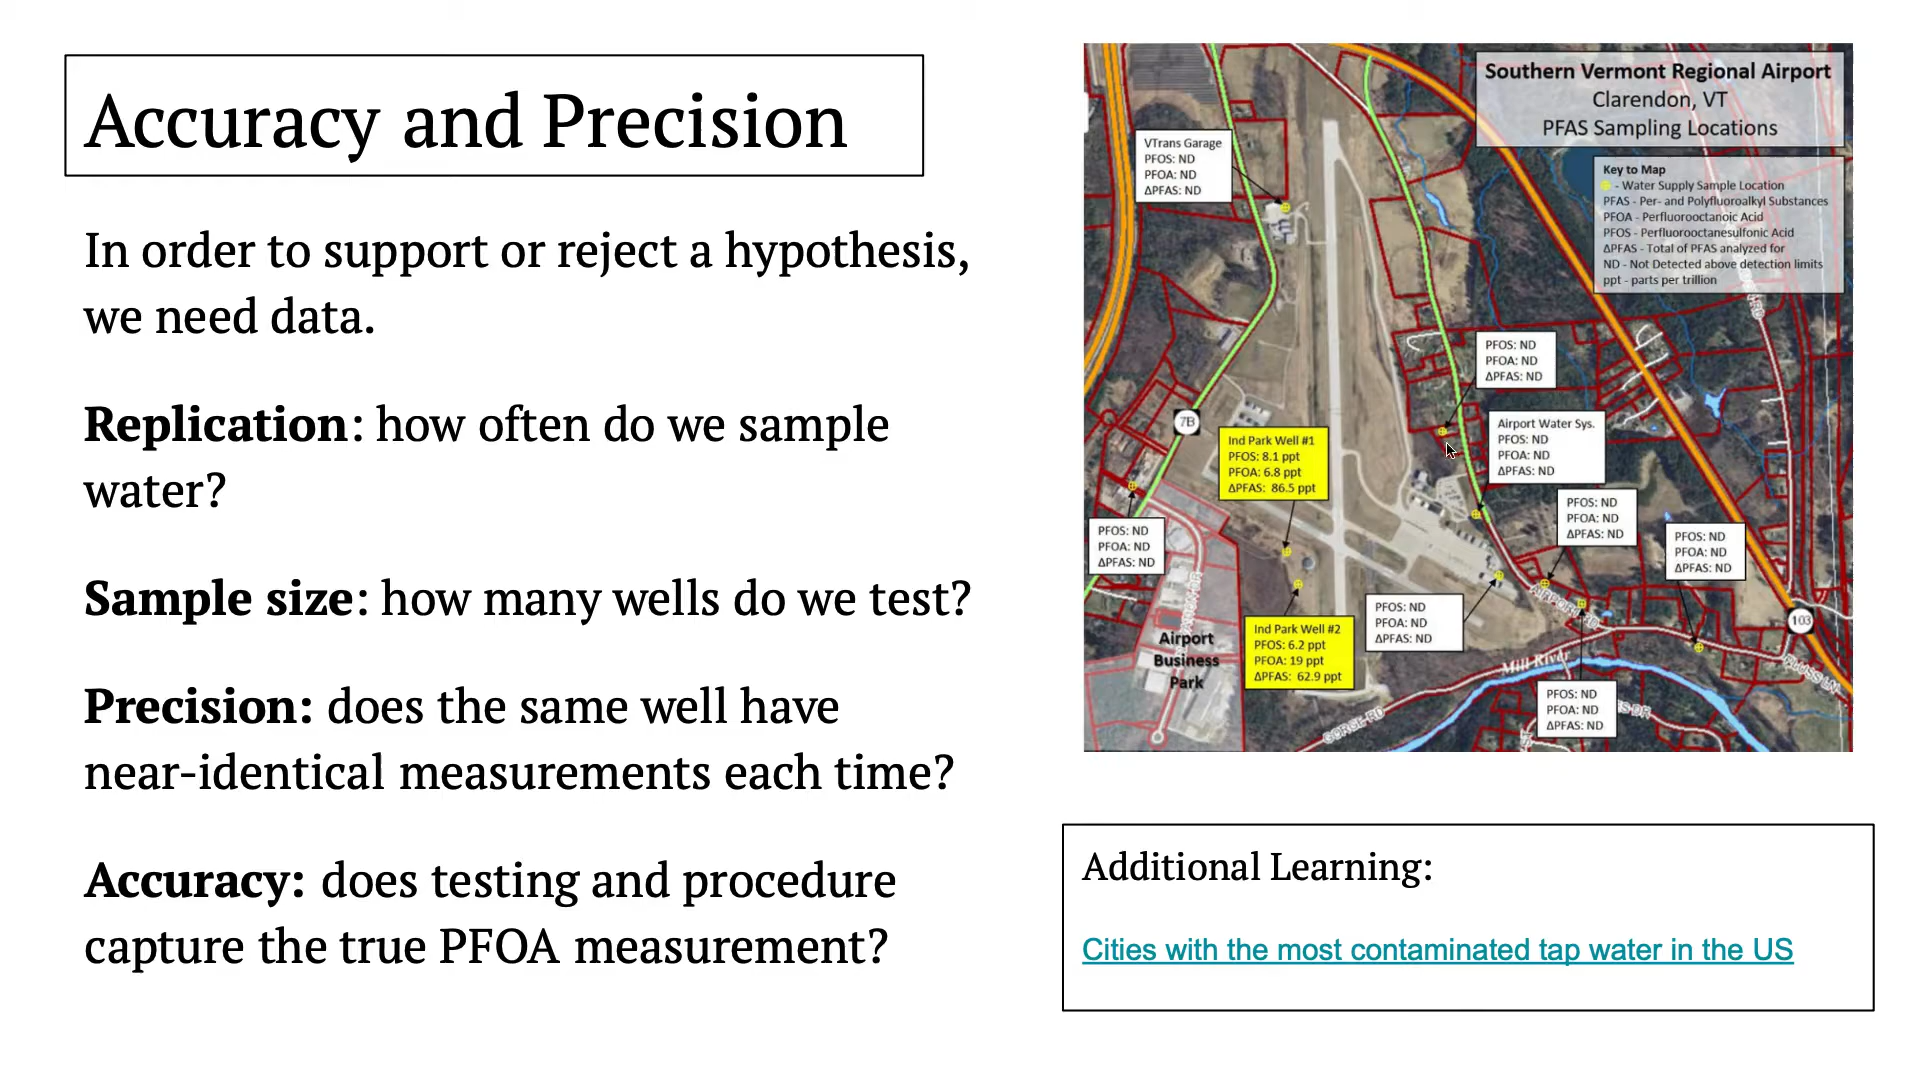 Accuracy and Precision
In order to support or reject a hypothesis,
we need data.
Replication: how often do we sample
water?
Sample size: how many wells do we test?
Precision: does the same well have
near-identical measurements each time?
Accuracy: does testing and procedure
capture the true PFOA measurement?
Southern Vermont Regional Airport
Clarendon, VT
PFAS Sampling Locations
Key to Map
- Water Supply Sample Location
PFAS - Per- and Polyfluoroalkyl Substances
PFOA - Perfluorooctanoic Acid
PFOS - Perfluorooctanesulfonic Acid
ΔPFAS - Total of PFAS analyzed for
ND - Not Detected above detection limits
ppt - parts per trillion
VTrans Garage
PFOS: ND
PFOA: ND
ΔPFAS: ND
PFOS: ND
PFOA: ND
ΔPFAS: ND
7B
Ind Park Well #1
PFOS: 8.1 ppt
PFOA: 6.8 ppt
ΔPFAS: 86.5 ppt
Airport Water Sys.
PFOS: ND
PFOA: ND
ΔPFAS: ND
PFOS: ND
PFOA: ND
ΔPFAS: ND
PFOS: ND
PFOA: ND
ΔPFAS: ND
PFOS: ND
PFOA: ND
ΔPFAS: ND
Ind Park Well #2
PFOS: 6.2 ppt
PFOA: 19 ppt
ΔPFAS: 62.9 ppt
PFOS: ND
PFOA: ND
ΔPFAS: ND
103
Airport
Business
Park
Mill River
GORGE RD
PFOS: ND
PFOA: ND
ΔPFAS: ND
Additional Learning:
Cities with the most contaminated tap water in the US